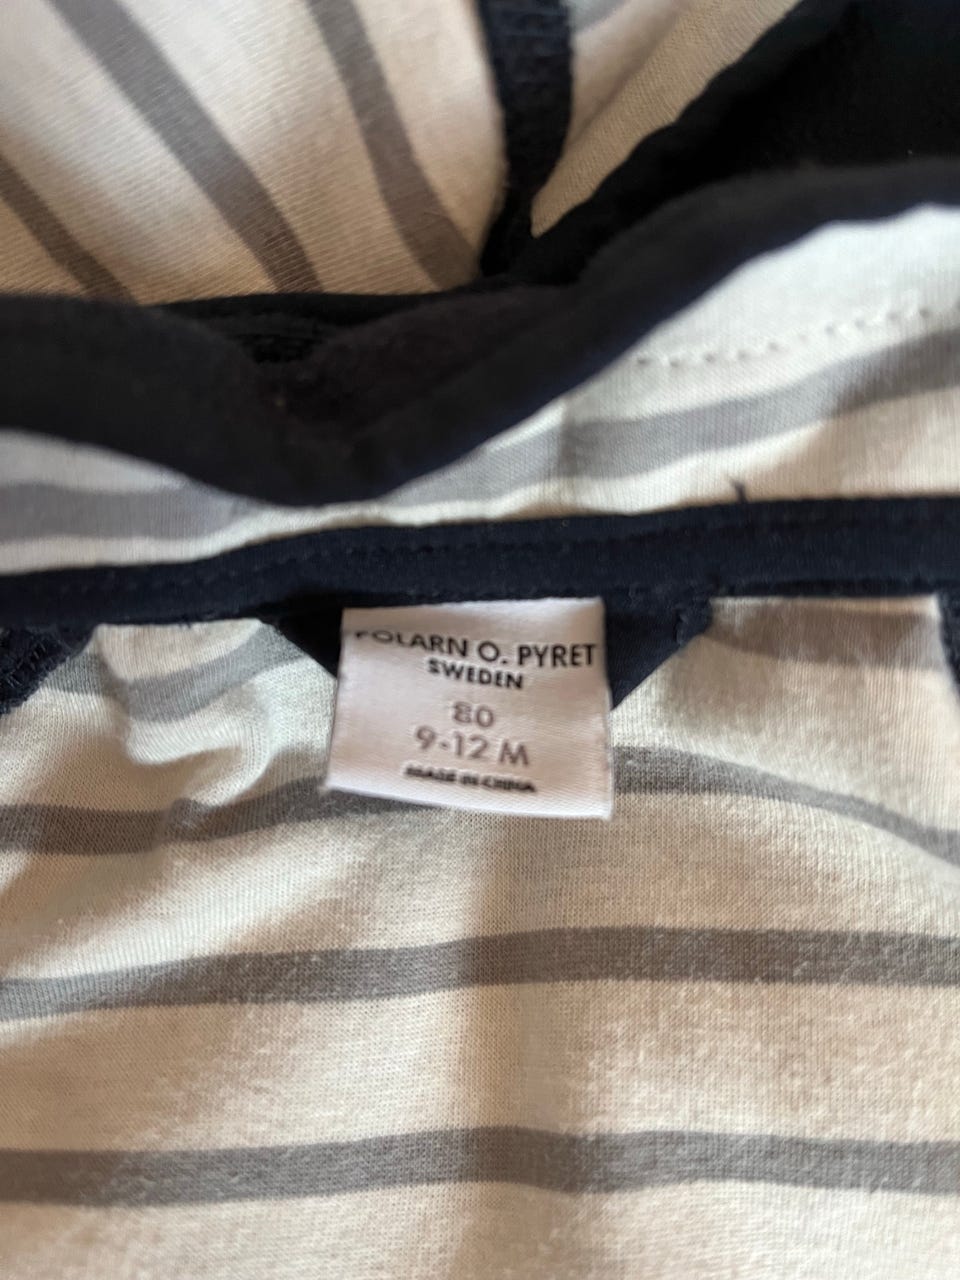 POLARN O. PYRET
SWEDEN
80
9-12 M
MADE IN CHINA